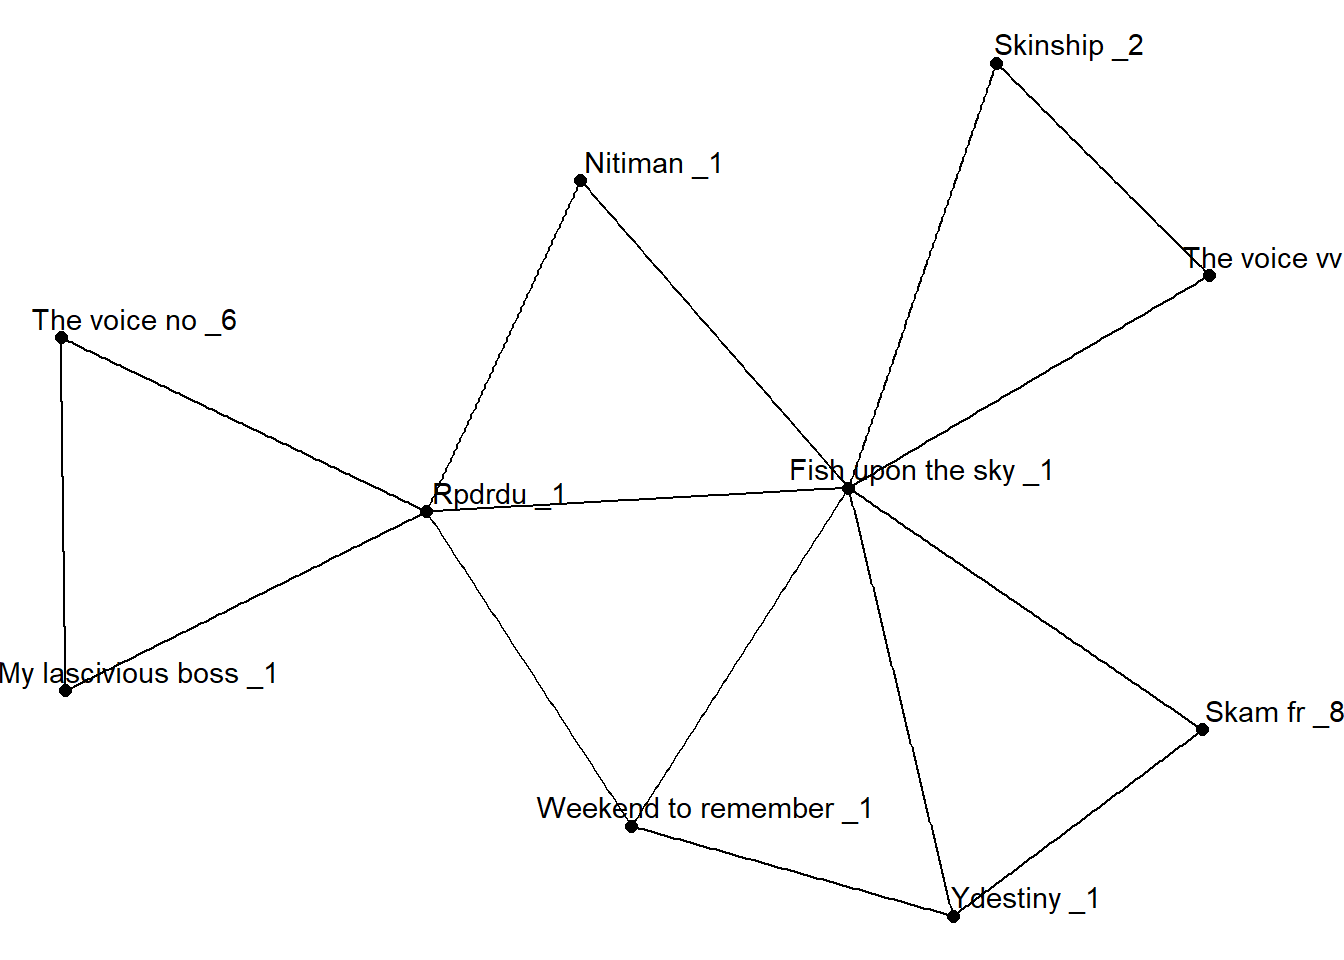 Skinship _2
Nitiman _1
The voice vv
The voice no _6
Fish upon the sky _1
Rpdrdu _1
My lascivious boss _1
Skam fr _8
Weekend to remember _1
Ydestiny _1